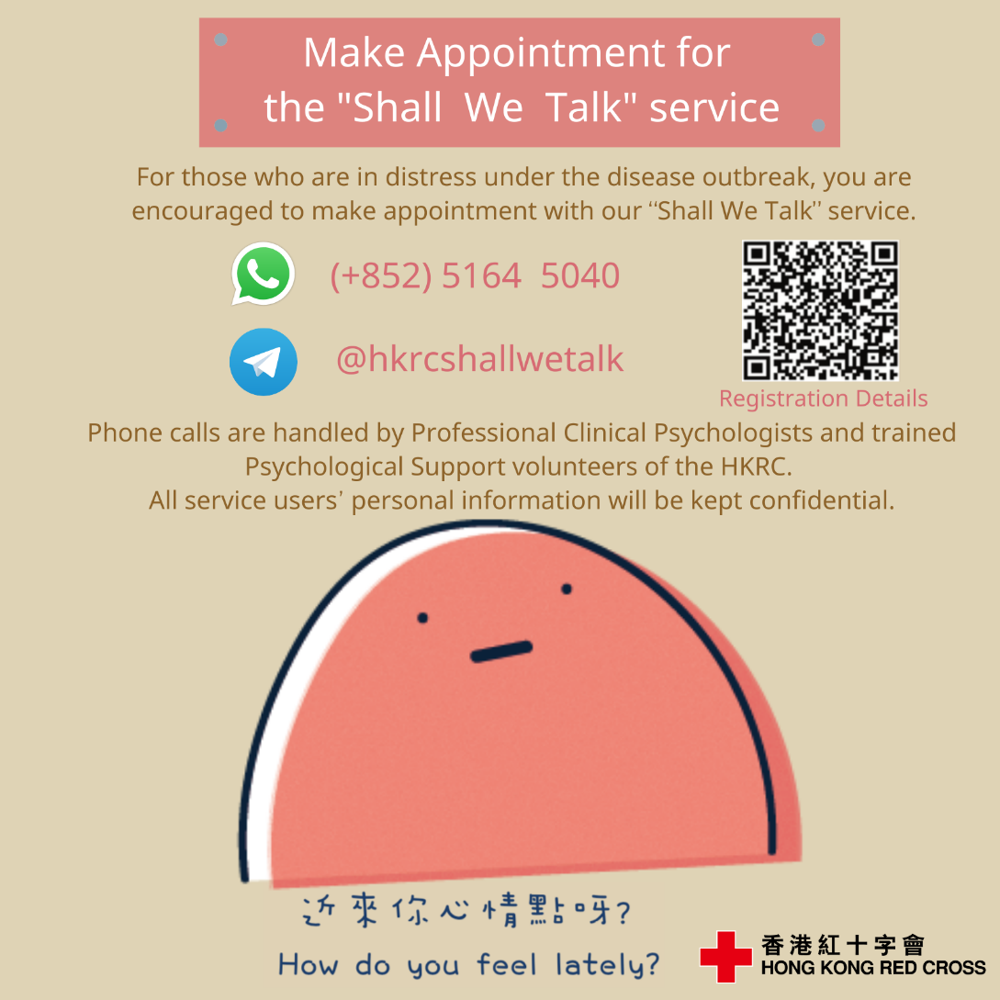 Make Appointment for
the "Shall We Talk" service
For those who are in distress under the disease outbreak, you are
encouraged to make appointment with our “Shall We Talk” service.
(+852) 5164 5040
@hkrcshallwetalk
Registration Details
Phone calls are handled by Professional Clinical Psychologists and trained
Psychological Support volunteers of the HKRC.
All service users’ personal information will be kept confidential.
近來你心情點呀?
How do you feel lately?
香港紅十字會
HONG KONG RED CROSS